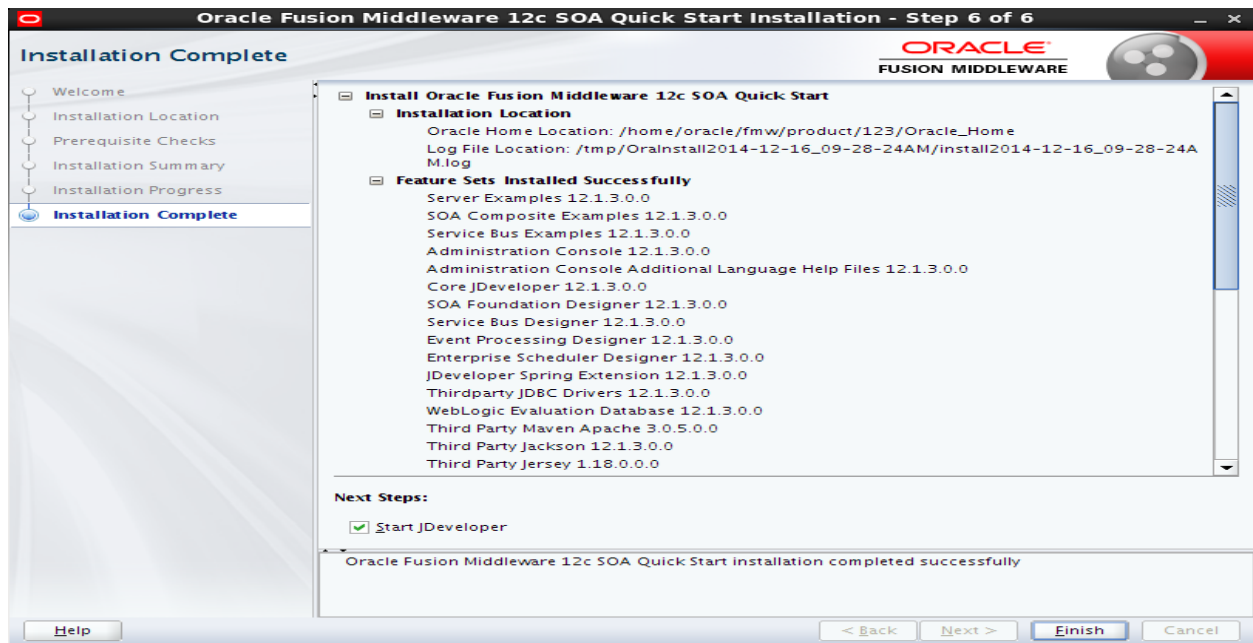 Oracle Fusion Middleware 12c SOA Quick Start Installation - Step 6 of 6
Installation Complete
ORACLE
FUSION MIDDLEWARE
Welcome
Installation Location
Prerequisite Checks
Installation Summary
Installation Progress
Installation Complete
Install Oracle Fusion Middleware 12c SOA Quick Start
Installation Location
Oracle Home Location: /home/oracle/fmw/product/123/Oracle_Home
Log File Location: /tmp/OraInstall2014-12-16_09-28-24AM/install2014-12-16_09-28-24A
M.log
Feature Sets Installed Successfully
Server Examples 12.1.3.0.0
SOA Composite Examples 12.1.3.0.0
Service Bus Examples 12.1.3.0.0
Administration Console 12.1.3.0.0
Administration Console Additional Language Help Files 12.1.3.0.0
Core JDeveloper 12.1.3.0.0
SOA Foundation Designer 12.1.3.0.0
Service Bus Designer 12.1.3.0.0
Event Processing Designer 12.1.3.0.0
Enterprise Scheduler Designer 12.1.3.0.0
JDeveloper Spring Extension 12.1.3.0.0
Thirdparty JDBC Drivers 12.1.3.0.0
WebLogic Evaluation Database 12.1.3.0.0
Third Party Maven Apache 3.0.5.0.0
Third Party Jackson 12.1.3.0.0
Third Party Jersey 1.18.0.0.0
Next Steps:
Start JDeveloper
Oracle Fusion Middleware 12c SOA Quick Start installation completed successfully
Help
< Back
Next >
Finish
Cancel